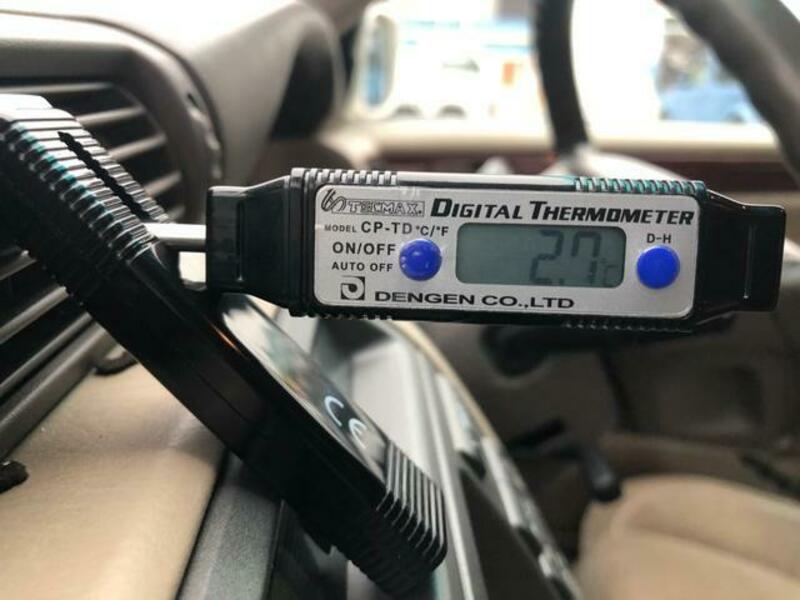 TECMAX. DIGITAL THERMOMETER
MODEL CP-TD °C/°F
ON/OFF
AUTO OFF
2.7°C
D-H
DENGEN CO.,LTD
CE